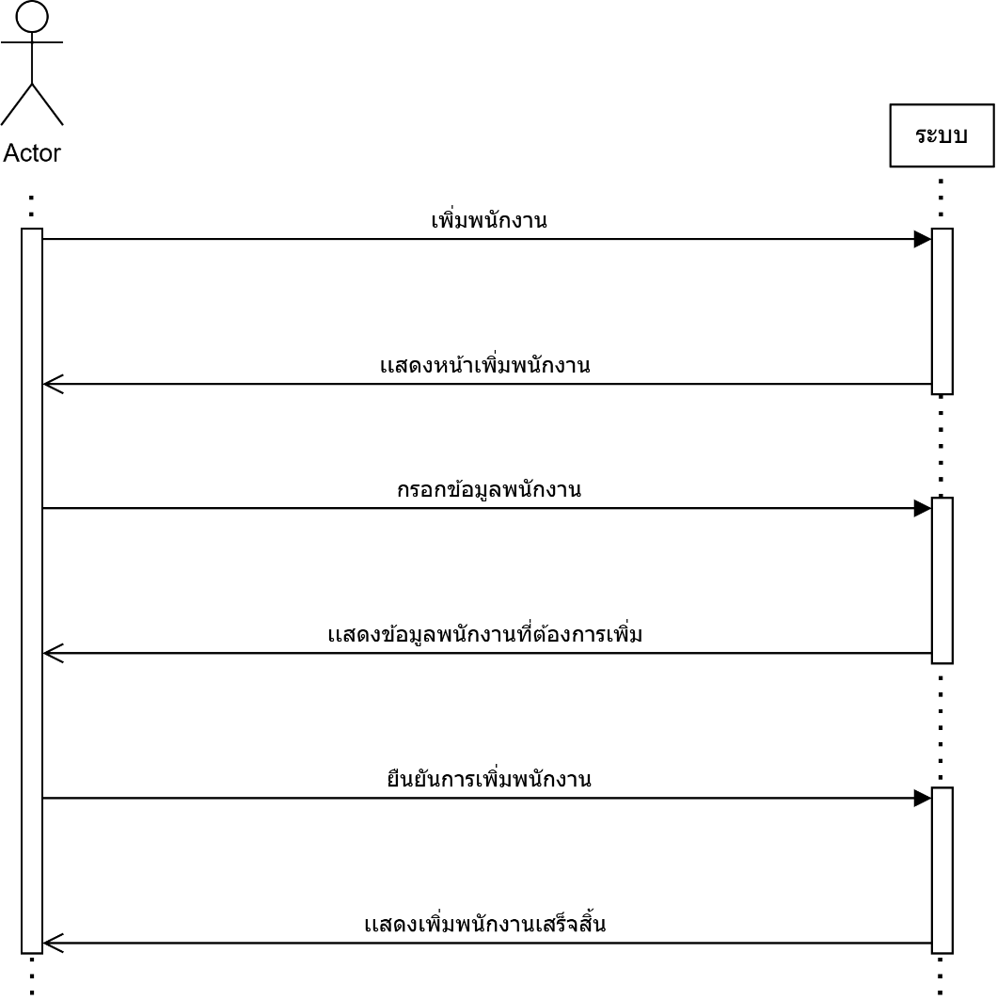 Actor
ระบบ
เพิ่มพนักงาน
แสดงหน้าเพิ่มพนักงาน
กรอกข้อมูลพนักงาน
แสดงข้อมูลพนักงานที่ต้องการเพิ่ม
ยืนยันการเพิ่มพนักงาน
แสดงเพิ่มพนักงานเสร็จสิ้น